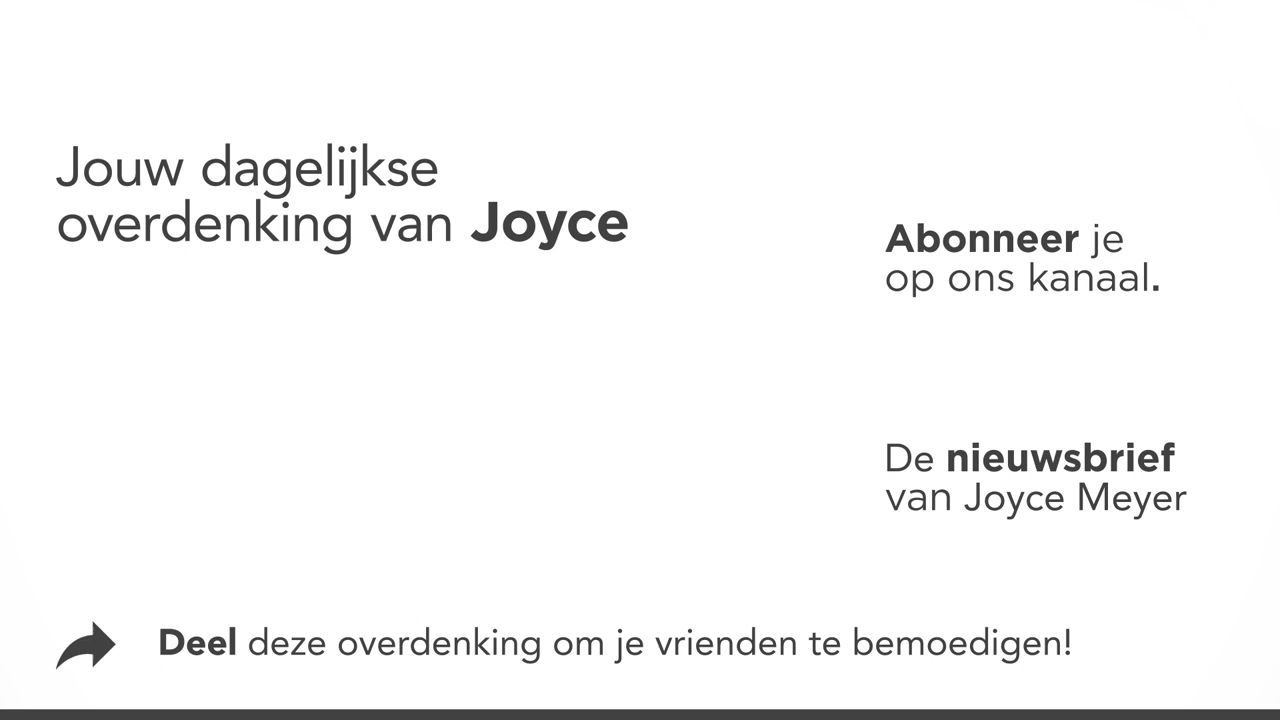 Jouw dagelijkse
overdenking van Joyce
Abonneer je
op ons kanaal.
De nieuwsbrief
van Joyce Meyer
Deel deze overdenking om je vrienden te bemoedigen!